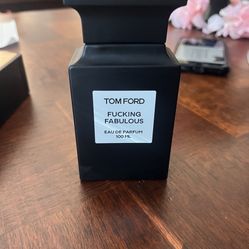 TOM FORD
FUCKING
FABULOUS
EAU DE PARFUM
100 ML